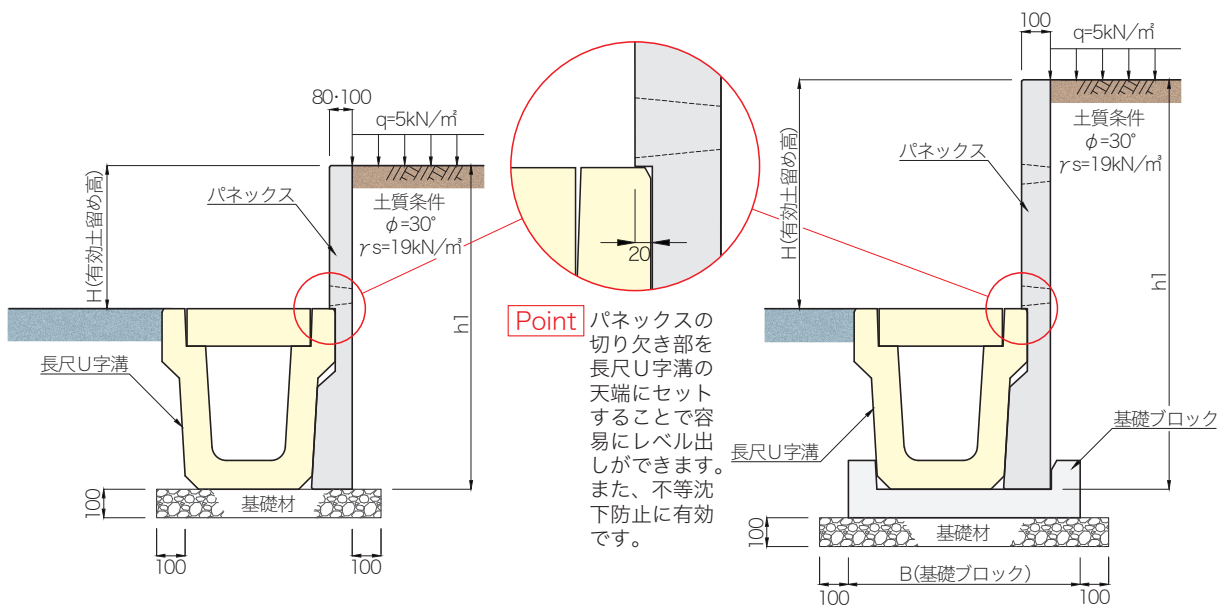 80・100
q=5kN/㎡
H(有効土留め高)
パネックス
土質条件
φ=30°
γs=19kN/㎡
h1
長尺U字溝
基礎材
100
100
100
20
Point
パネックスの
切り欠き部を
長尺U字溝の
天端にセット
することで容
易にレベル出
しができます。
また、不等沈
下防止に有効
です。
100
q=5kN/㎡
H(有効土留め高)
パネックス
土質条件
φ=30°
γs=19kN/㎡
h1
基礎ブロック
長尺U字溝
基礎材
100
100
B(基礎ブロック)
100